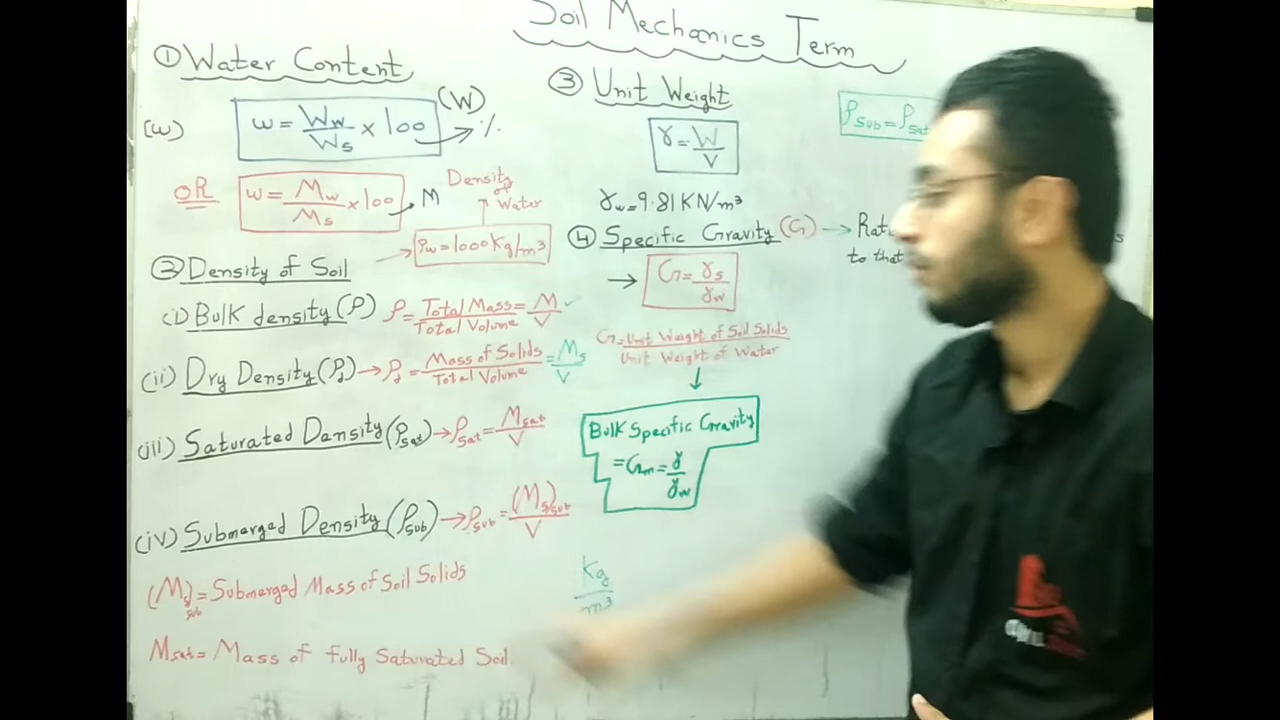 Soil Mechanics Term
① Water Content
(w) w = Ww/Ws x 100 → %
(W)
OR w = Mw/Ms x 100 → M
Density of Water
→ ρw = 1000 Kg/m³
② Density of Soil
(i) Bulk density (ρ) ρ = Total Mass/Total Volume = M/V
(ii) Dry Density (ρd) → ρd = Mass of Solids/Total Volume = Ms/V
(iii) Saturated Density (ρsat) → ρsat = Msat/V
(iv) Submerged Density (ρsub) → ρsub = (Ms)sub/V
(Ms)sub = Submerged Mass of Soil Solids
Msat = Mass of fully Saturated Soil.
③ Unit Weight
γ = W/V
γw = 9.81 KN/m³
④ Specific Gravity (G) →
to that
→ G = γs/γw
G = Unit Weight of Soil Solids/Unit Weight of Water
↓
Bulk Specific Gravity
= Gm = γ/γw
Kg/m³
ρsub = ρsat